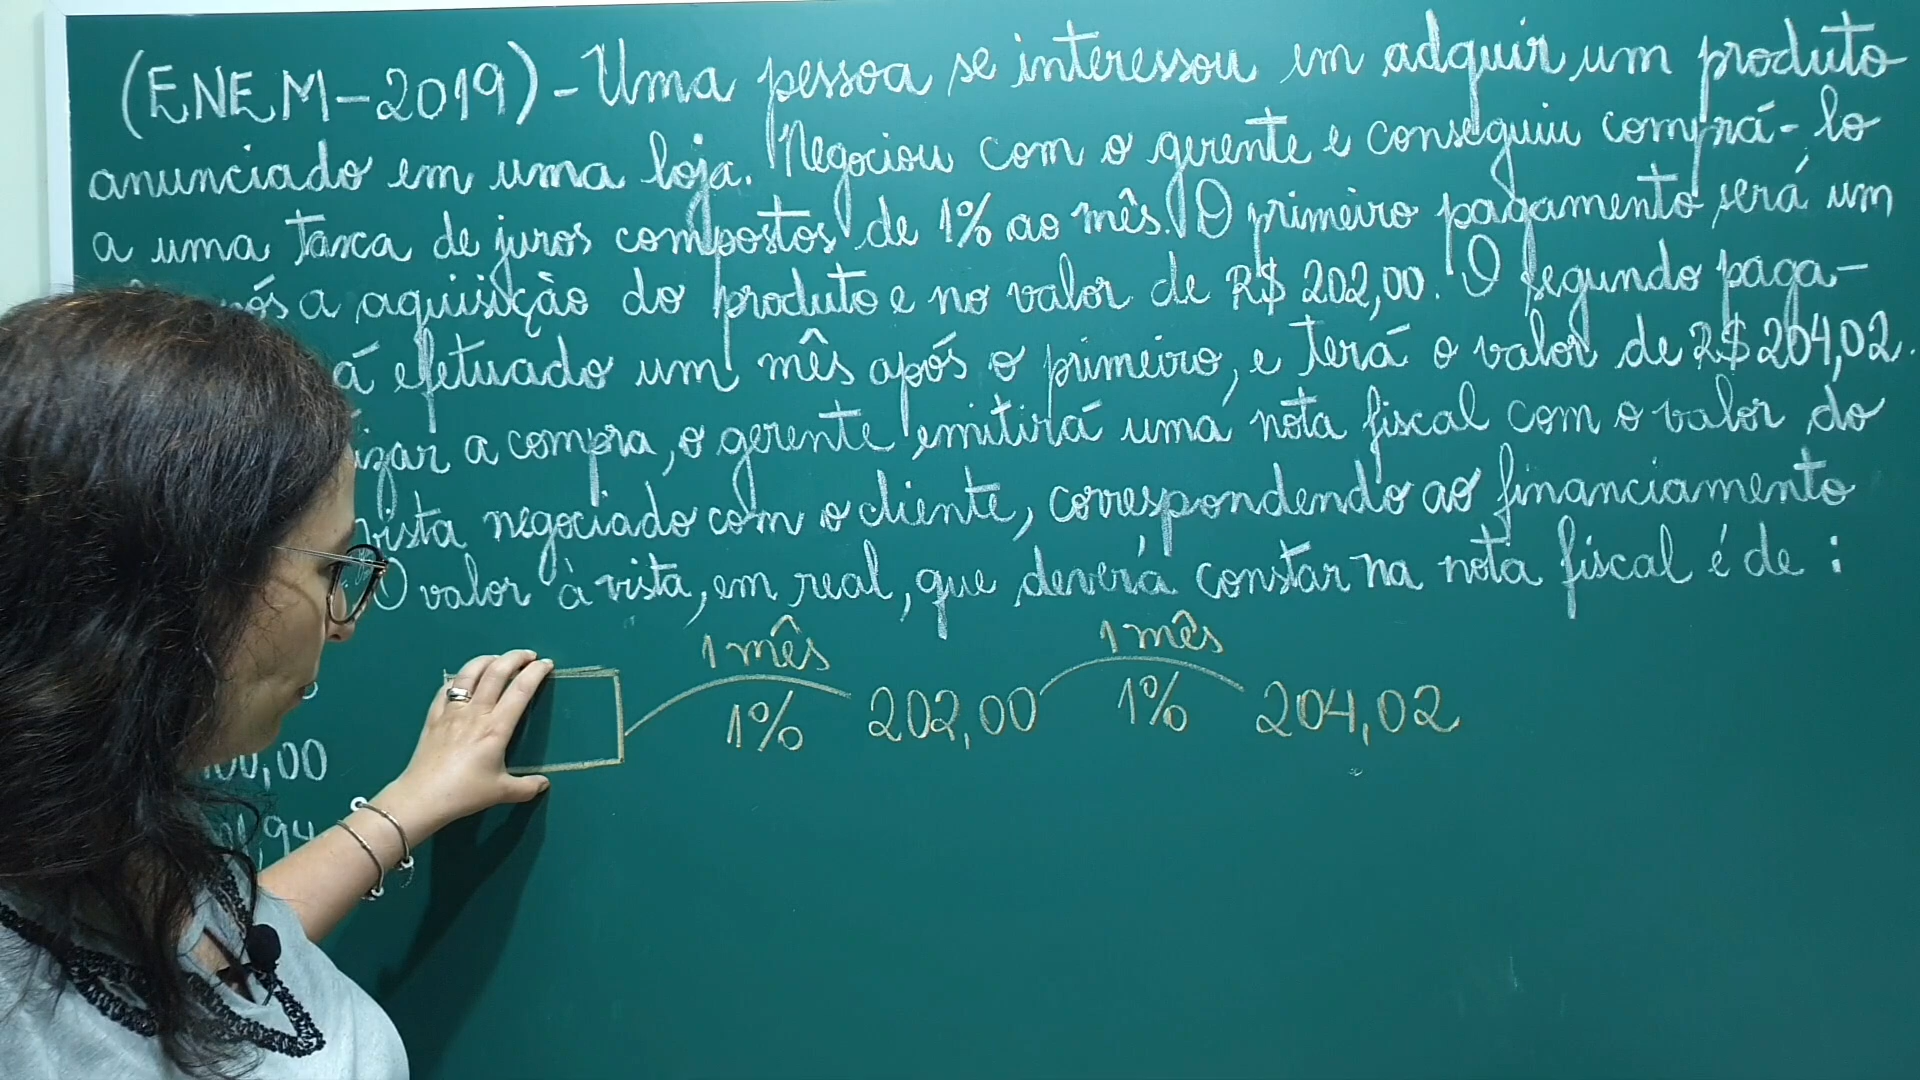 (ENEM-2019) - Uma pessoa se interessou em adquirir um produto
anunciado em uma loja. Negociou com o gerente e conseguiu comprá-lo
a uma taxa de juros compostos de 1% ao mês. O primeiro pagamento será um
a aquisição do produto e no valor de R$ 202,00. O segundo paga-
efetuado um mês após o primeiro, e terá o valor de R$ 204,02.
a compra, o gerente emitirá uma nota fiscal com o valor do
vista negociado com o cliente, correspondendo ao financiamento
O valor à vista, em real, que deverá constar na nota fiscal é de :
1 mês 1 mês
1% 202,00 1% 204,02
00,00
,94